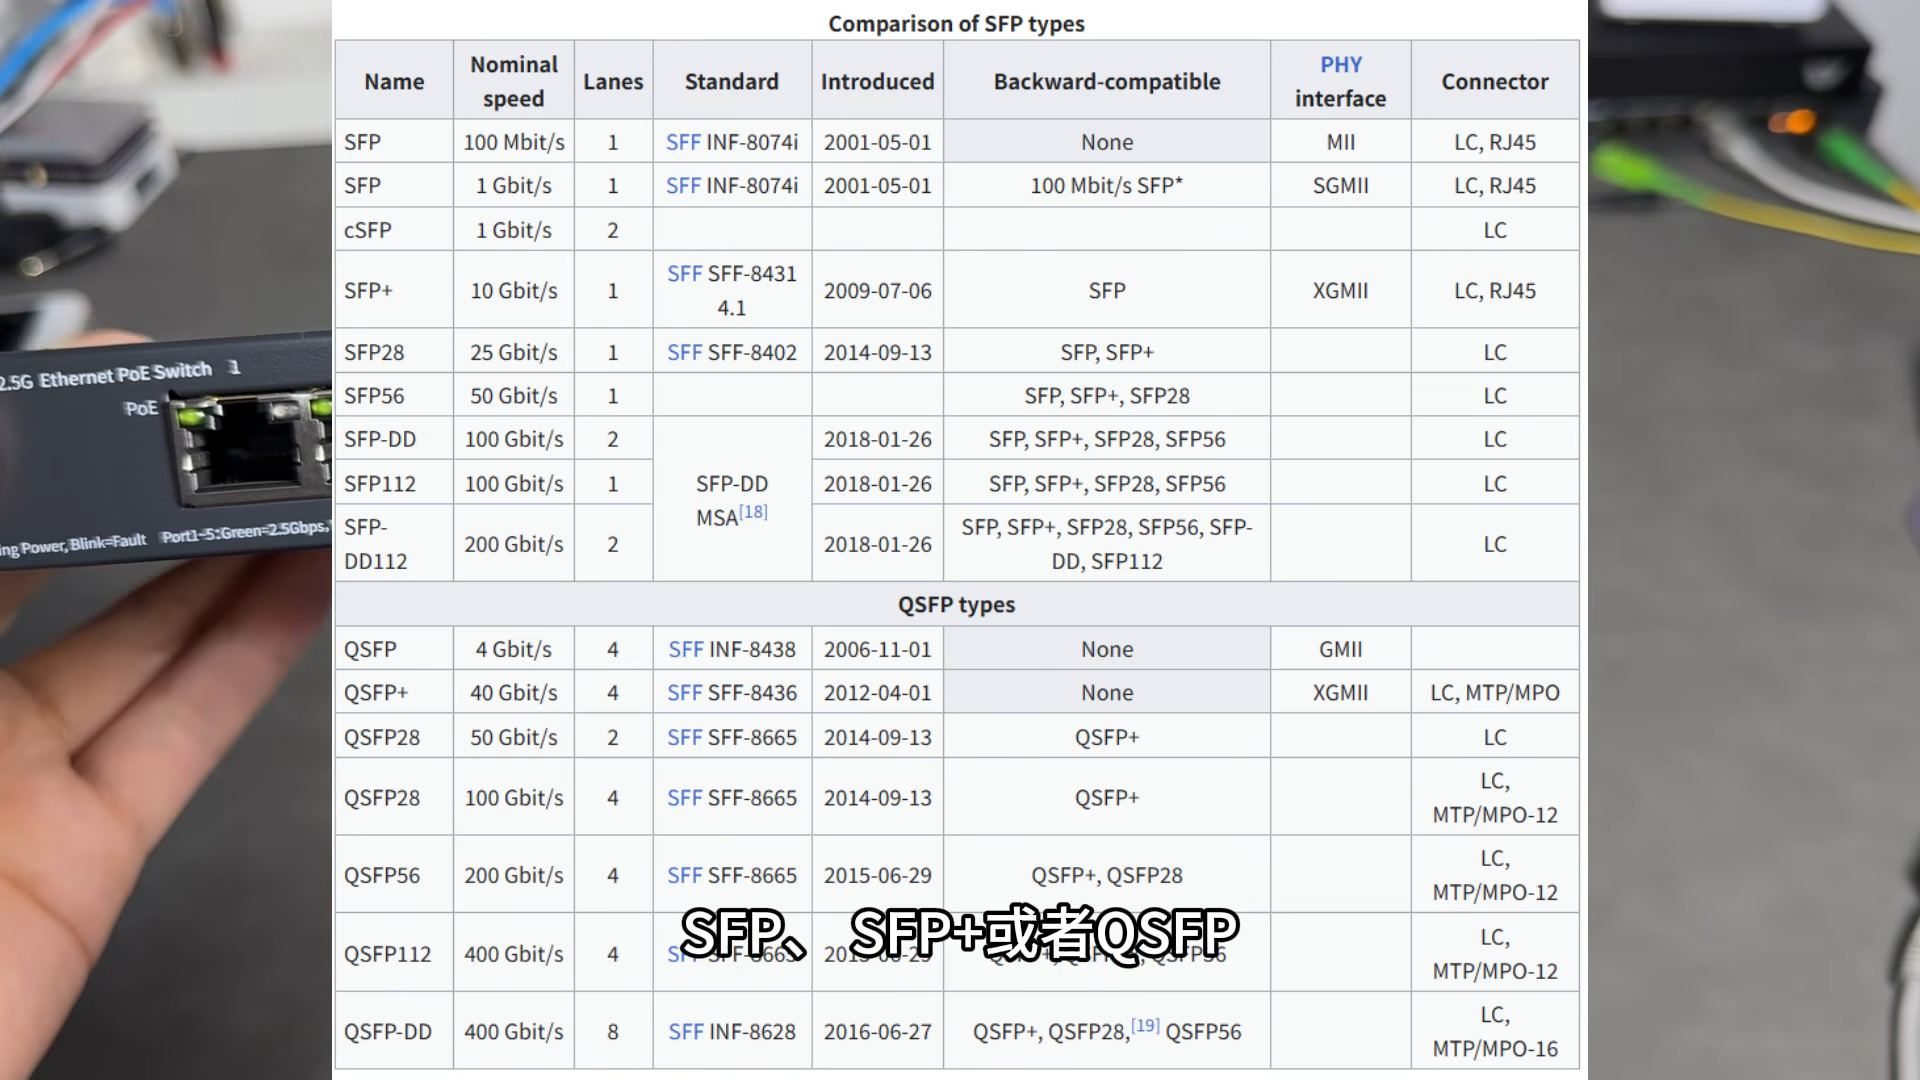 Comparison of SFP types
Name Nominal speed Lanes Standard Introduced Backward-compatible PHY interface Connector
SFP 100 Mbit/s 1 SFF INF-8074i 2001-05-01 None MII LC, RJ45
SFP 1 Gbit/s 1 SFF INF-8074i 2001-05-01 100 Mbit/s SFP* SGMII LC, RJ45
cSFP 1 Gbit/s 2 LC
SFP+ 10 Gbit/s 1 SFF SFF-8431 4.1 2009-07-06 SFP XGMII LC, RJ45
SFP28 25 Gbit/s 1 SFF SFF-8402 2014-09-13 SFP, SFP+ LC
SFP56 50 Gbit/s 1 SFP, SFP+, SFP28 LC
SFP-DD 100 Gbit/s 2 SFP-DD MSA[18] 2018-01-26 SFP, SFP+, SFP28, SFP56 LC
SFP112 100 Gbit/s 1 2018-01-26 SFP, SFP+, SFP28, SFP56 LC
SFP-DD112 200 Gbit/s 2 2018-01-26 SFP, SFP+, SFP28, SFP56, SFP-DD, SFP112 LC
QSFP types
QSFP 4 Gbit/s 4 SFF INF-8438 2006-11-01 None GMII
QSFP+ 40 Gbit/s 4 SFF SFF-8436 2012-04-01 None XGMII LC, MTP/MPO
QSFP28 50 Gbit/s 2 SFF SFF-8665 2014-09-13 QSFP+ LC
QSFP28 100 Gbit/s 4 SFF SFF-8665 2014-09-13 QSFP+ LC, MTP/MPO-12
QSFP56 200 Gbit/s 4 SFF SFF-8665 2015-06-29 QSFP+, QSFP28 LC, MTP/MPO-12
QSFP112 400 Gbit/s 4 LC, MTP/MPO-12
QSFP-DD 400 Gbit/s 8 SFF INF-8628 2016-06-27 QSFP+, QSFP28,[19] QSFP56 LC, MTP/MPO-16
SFP、 SFP+或者QSFP
2.5G Ethernet PoE Switch 1
PoE
Power, Blink=Fault Port1~5:Green=2.5Gbps,